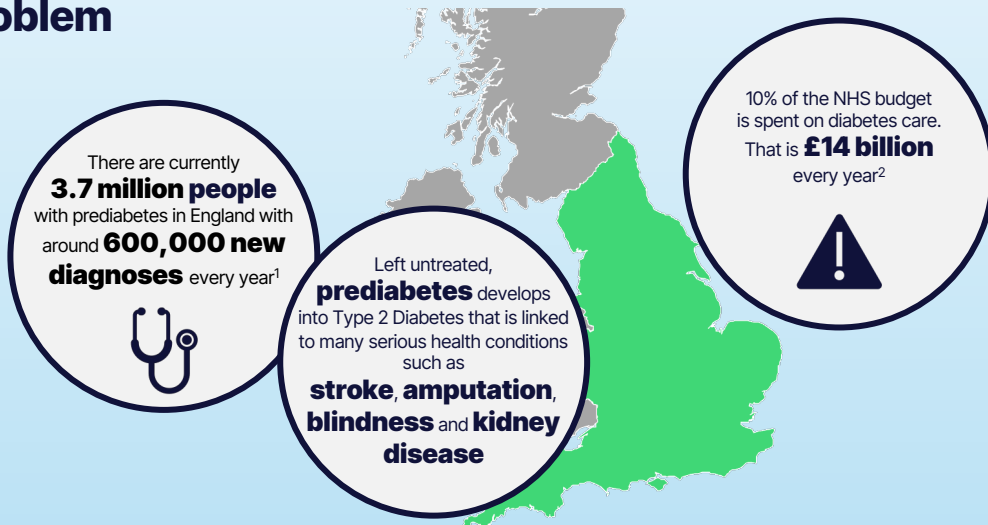 oblem
There are currently
3.7 million people
with prediabetes in England with
around 600,000 new
diagnoses every year¹
Left untreated,
prediabetes develops
into Type 2 Diabetes that is linked
to many serious health conditions
such as
stroke, amputation,
blindness and kidney
disease
10% of the NHS budget
is spent on diabetes care.
That is £14 billion
every year²